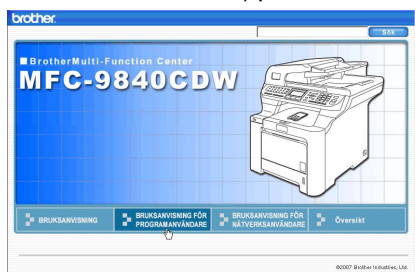 brother.
Sök
BrotherMulti-Function Center
MFC-9840CDW
BRUKSANVISNING
BRUKSANVISNING FÖR
PROGRAMANVÄNDARE
BRUKSANVISNING FÖR
NÄTVERKSANVÄNDARE
Översikt
©2007 Brother Industries, Ltd.